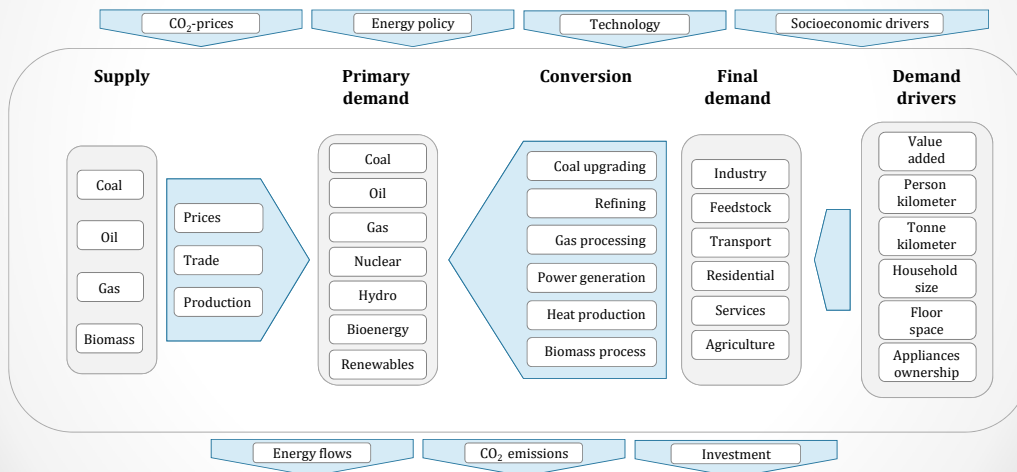 CO₂-prices
Energy policy
Technology
Socioeconomic drivers
Supply
Primary
demand
Conversion
Final
demand
Demand
drivers
Coal
Oil
Gas
Biomass
Prices
Trade
Production
Coal
Oil
Gas
Nuclear
Hydro
Bioenergy
Renewables
Coal upgrading
Refining
Gas processing
Power generation
Heat production
Biomass process
Industry
Feedstock
Transport
Residential
Services
Agriculture
Value
added
Person
kilometer
Tonne
kilometer
Household
size
Floor
space
Appliances
ownership
Energy flows
CO₂ emissions
Investment